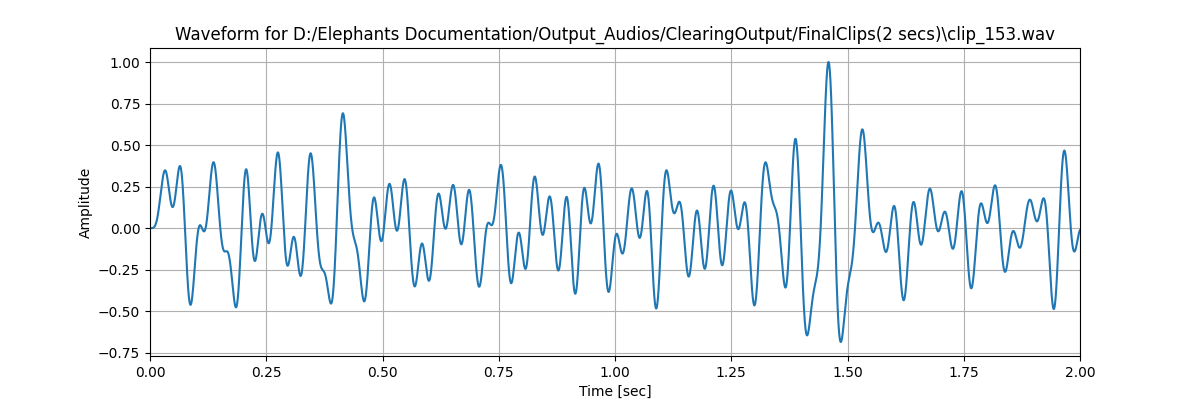 Waveform for D:/Elephants Documentation/Output_Audios/ClearingOutput/FinalClips(2 secs)\clip_153.wav
1.00
0.75
0.50
0.25
0.00
−0.25
−0.50
−0.75
Amplitude
0.00 0.25 0.50 0.75 1.00 1.25 1.50 1.75 2.00
Time [sec]